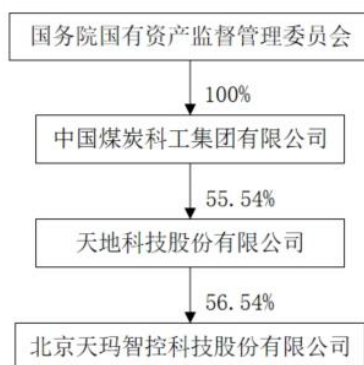 国务院国有资产监督管理委员会
100%
中国煤炭科工集团有限公司
55.54%
天地科技股份有限公司
56.54%
北京天玛智控科技股份有限公司